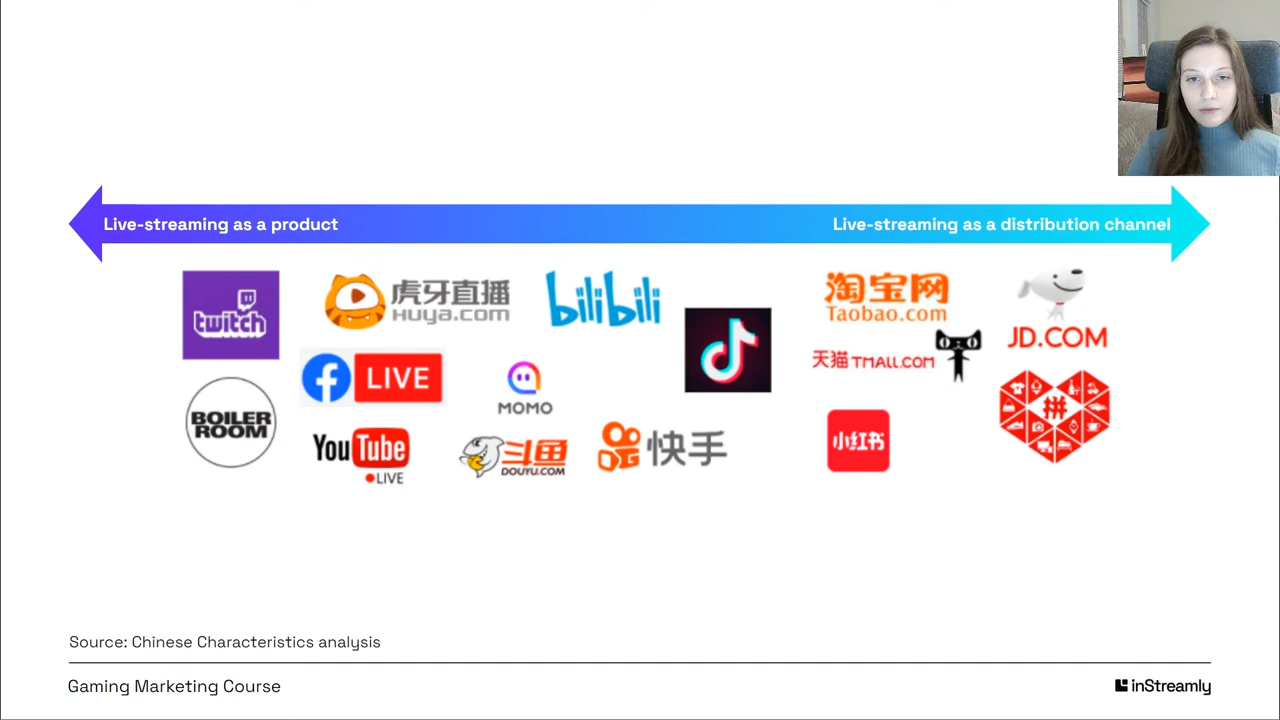 Live-streaming as a product
Live-streaming as a distribution channel
twitch
虎牙直播
HUYA.COM
bilibili
淘宝网
Taobao.com
JD.COM
天猫 TMALL.COM
f LIVE
MOMO
拼
BOILER
ROOM
YouTube
LIVE
斗鱼
DOUYU.COM
快手
小红书
Source: Chinese Characteristics analysis
Gaming Marketing Course
inStreamly